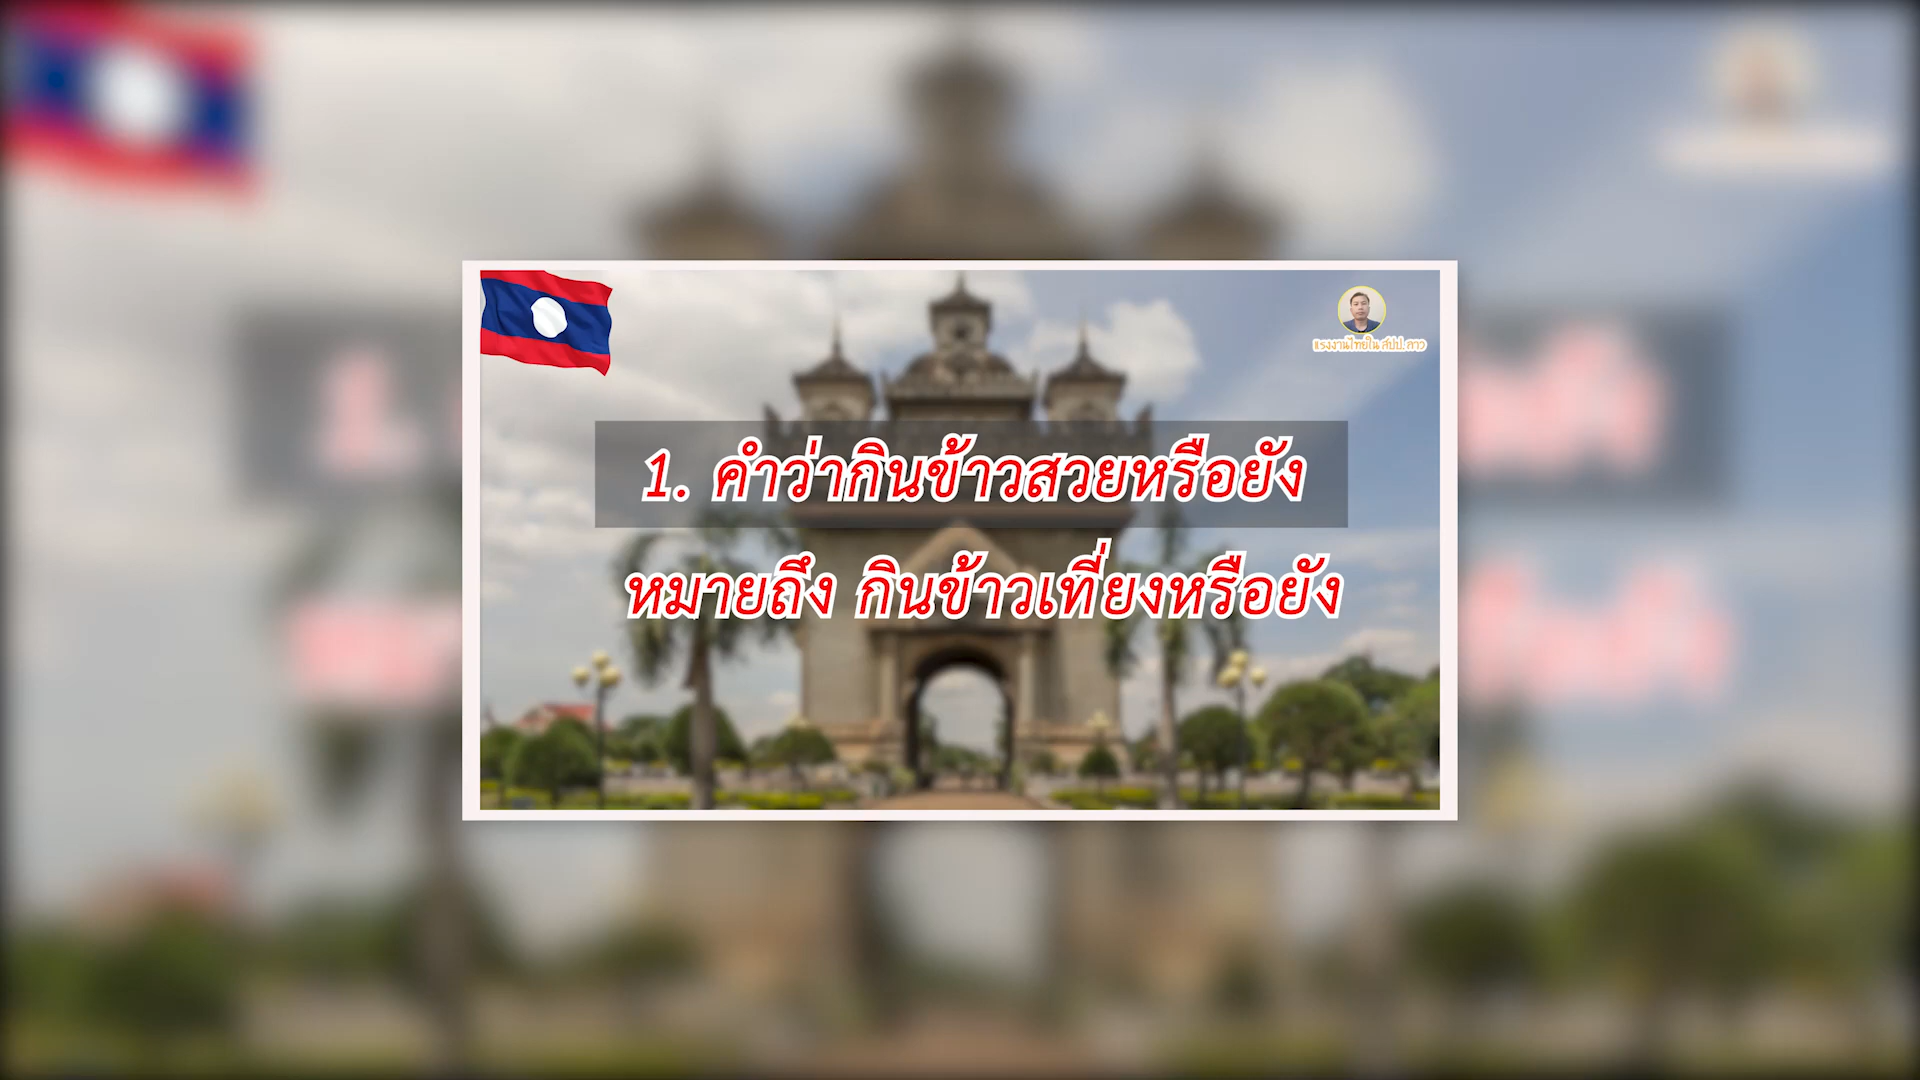 แรงงานไทยใน สปป.ลาว
1. คำว่ากินข้าวสวยหรือยัง
หมายถึง กินข้าวเที่ยงหรือยัง